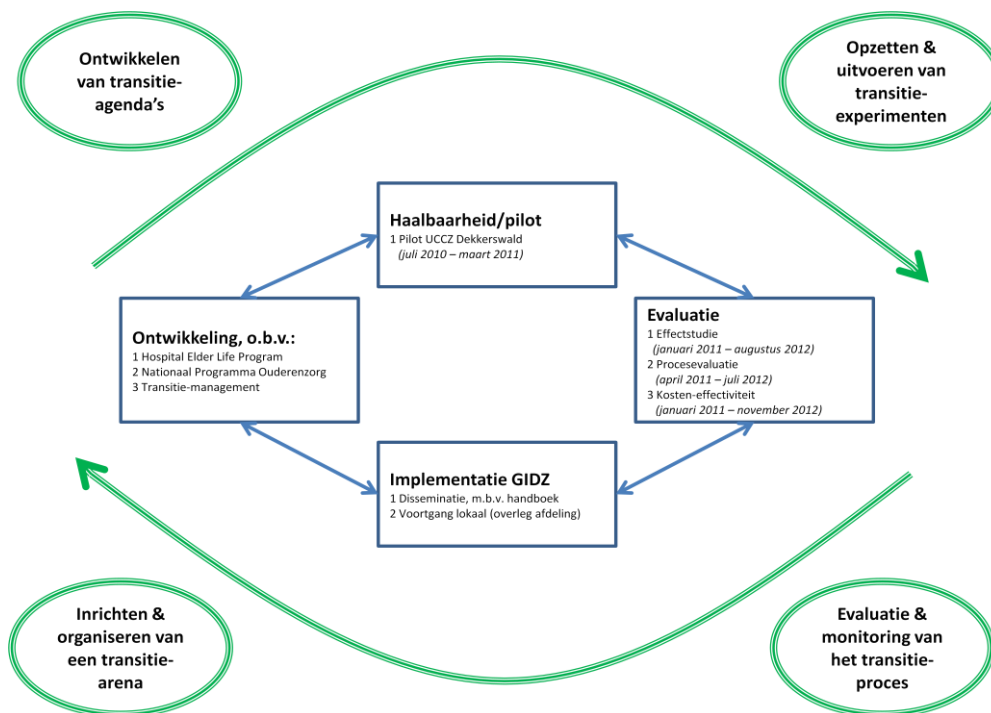 Ontwikkelen
van transitie-
agenda's
Opzetten &
uitvoeren van
transitie-
experimenten
Haalbaarheid/pilot
1 Pilot UCCZ Dekkerswald
(juli 2010 – maart 2011)
Ontwikkeling, o.b.v.:
1 Hospital Elder Life Program
2 Nationaal Programma Ouderenzorg
3 Transitie-management
Evaluatie
1 Effectstudie
(januari 2011 – augustus 2012)
2 Procesevaluatie
(april 2011 – juli 2012)
3 Kosten-effectiviteit
(januari 2011 – november 2012)
Implementatie GIDZ
1 Disseminatie, m.b.v. handboek
2 Voortgang lokaal (overleg afdeling)
Inrichten &
organiseren van
een transitie-
arena
Evaluatie &
monitoring van
het transitie-
proces